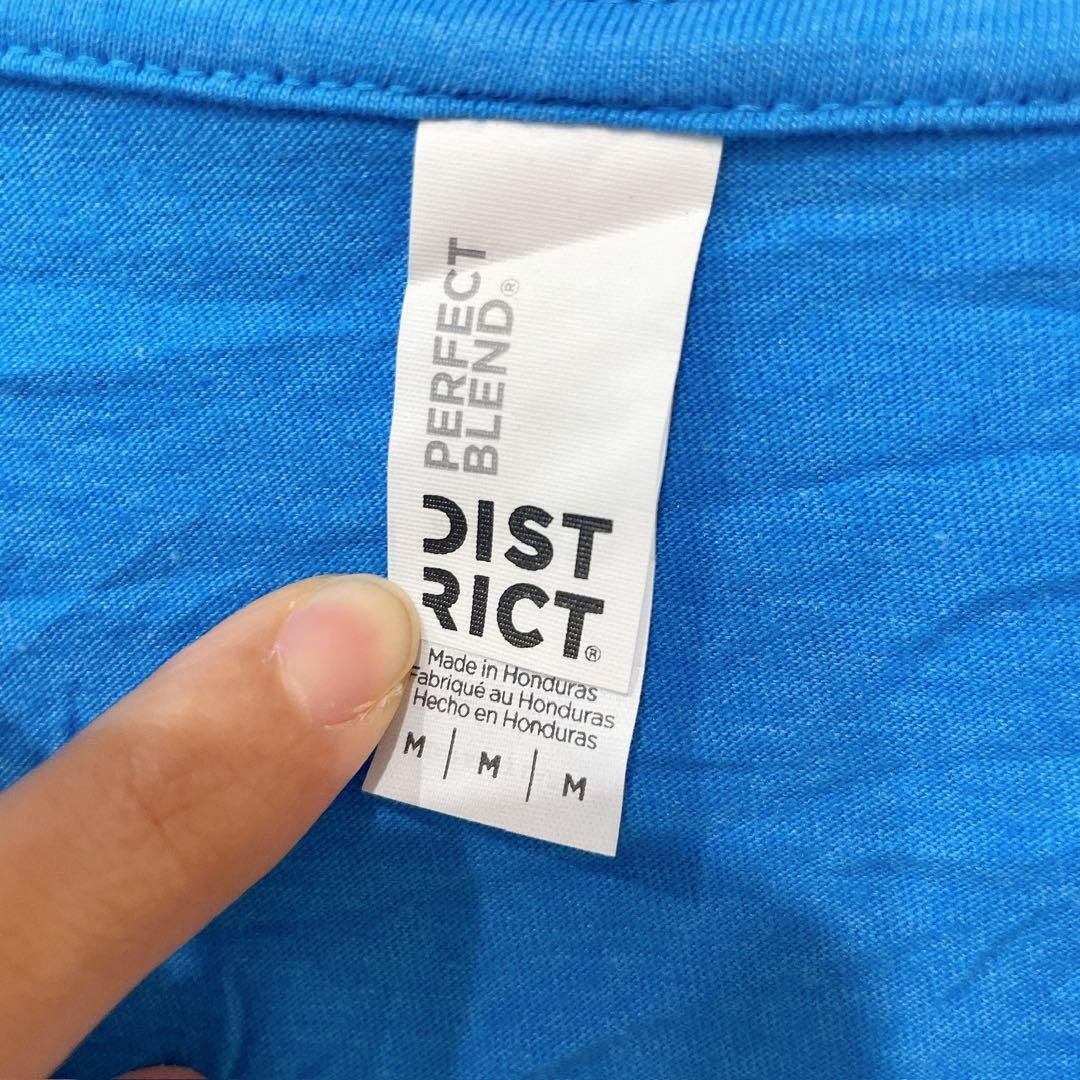 PERFECT
BLEND®
DIST
RICT®
Made in Honduras
Fabriqué au Honduras
Hecho en Honduras
M | M | M